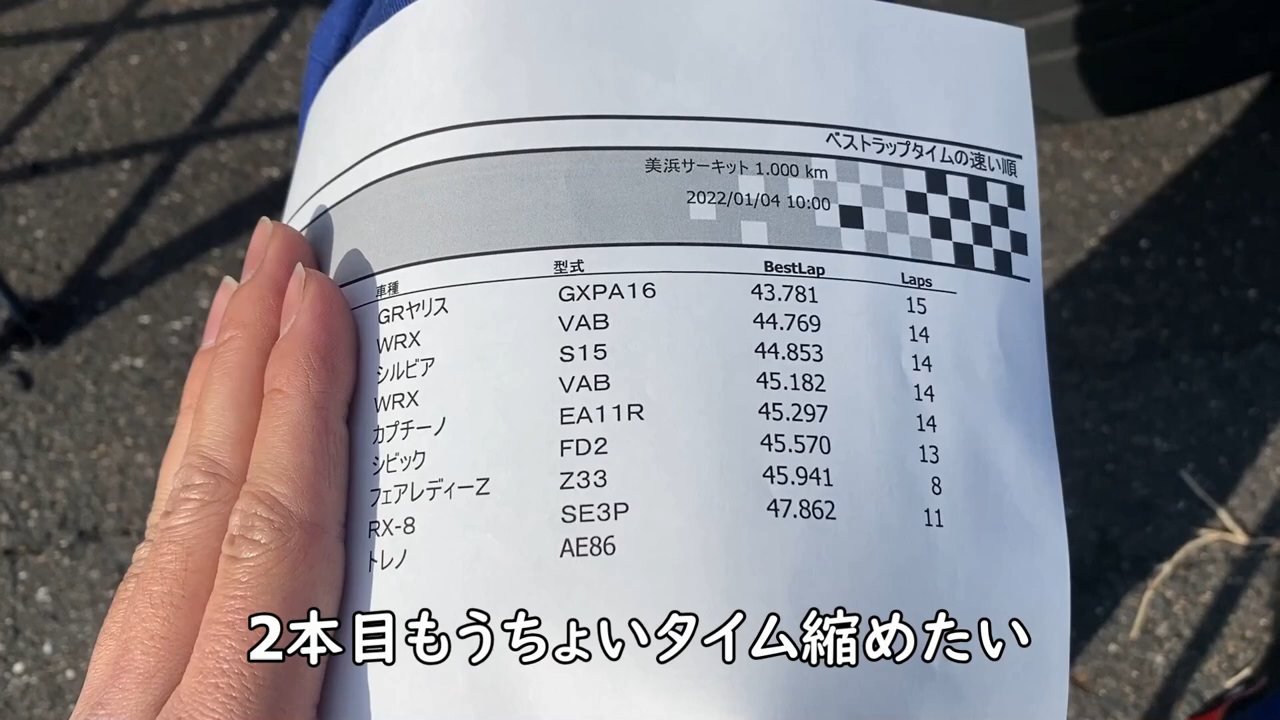 ベストラップタイムの速い順
美浜サーキット 1.000 km
2022/01/04 10:00
車種 型式 BestLap Laps
GRヤリス GXPA16 43.781 15
WRX VAB 44.769 14
シルビア S15 44.853 14
WRX VAB 45.182 14
カプチーノ EA11R 45.297 14
シビック FD2 45.570 13
フェアレディーZ Z33 45.941 8
RX-8 SE3P 47.862 11
トレノ AE86
2本目もうちょいタイム縮めたい